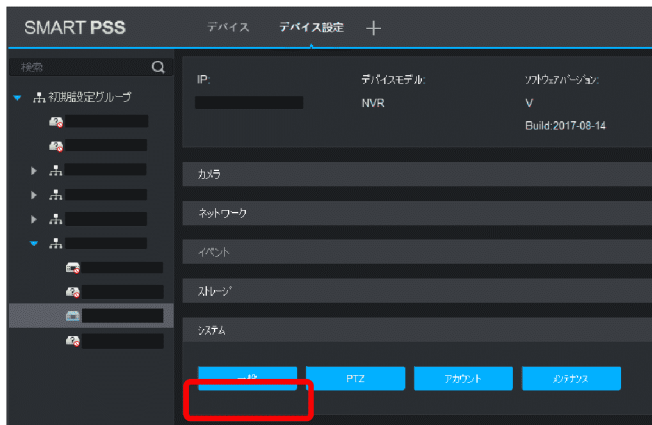 SMART PSS
デバイス
デバイス設定
検索
初期設定グループ
IP:
デバイスモデル:
ソフトウェアバージョン:
NVR
V
Build:2017-08-14
カメラ
ネットワーク
イベント
ストレージ
システム
一般
PTZ
アカウント
メンテナンス